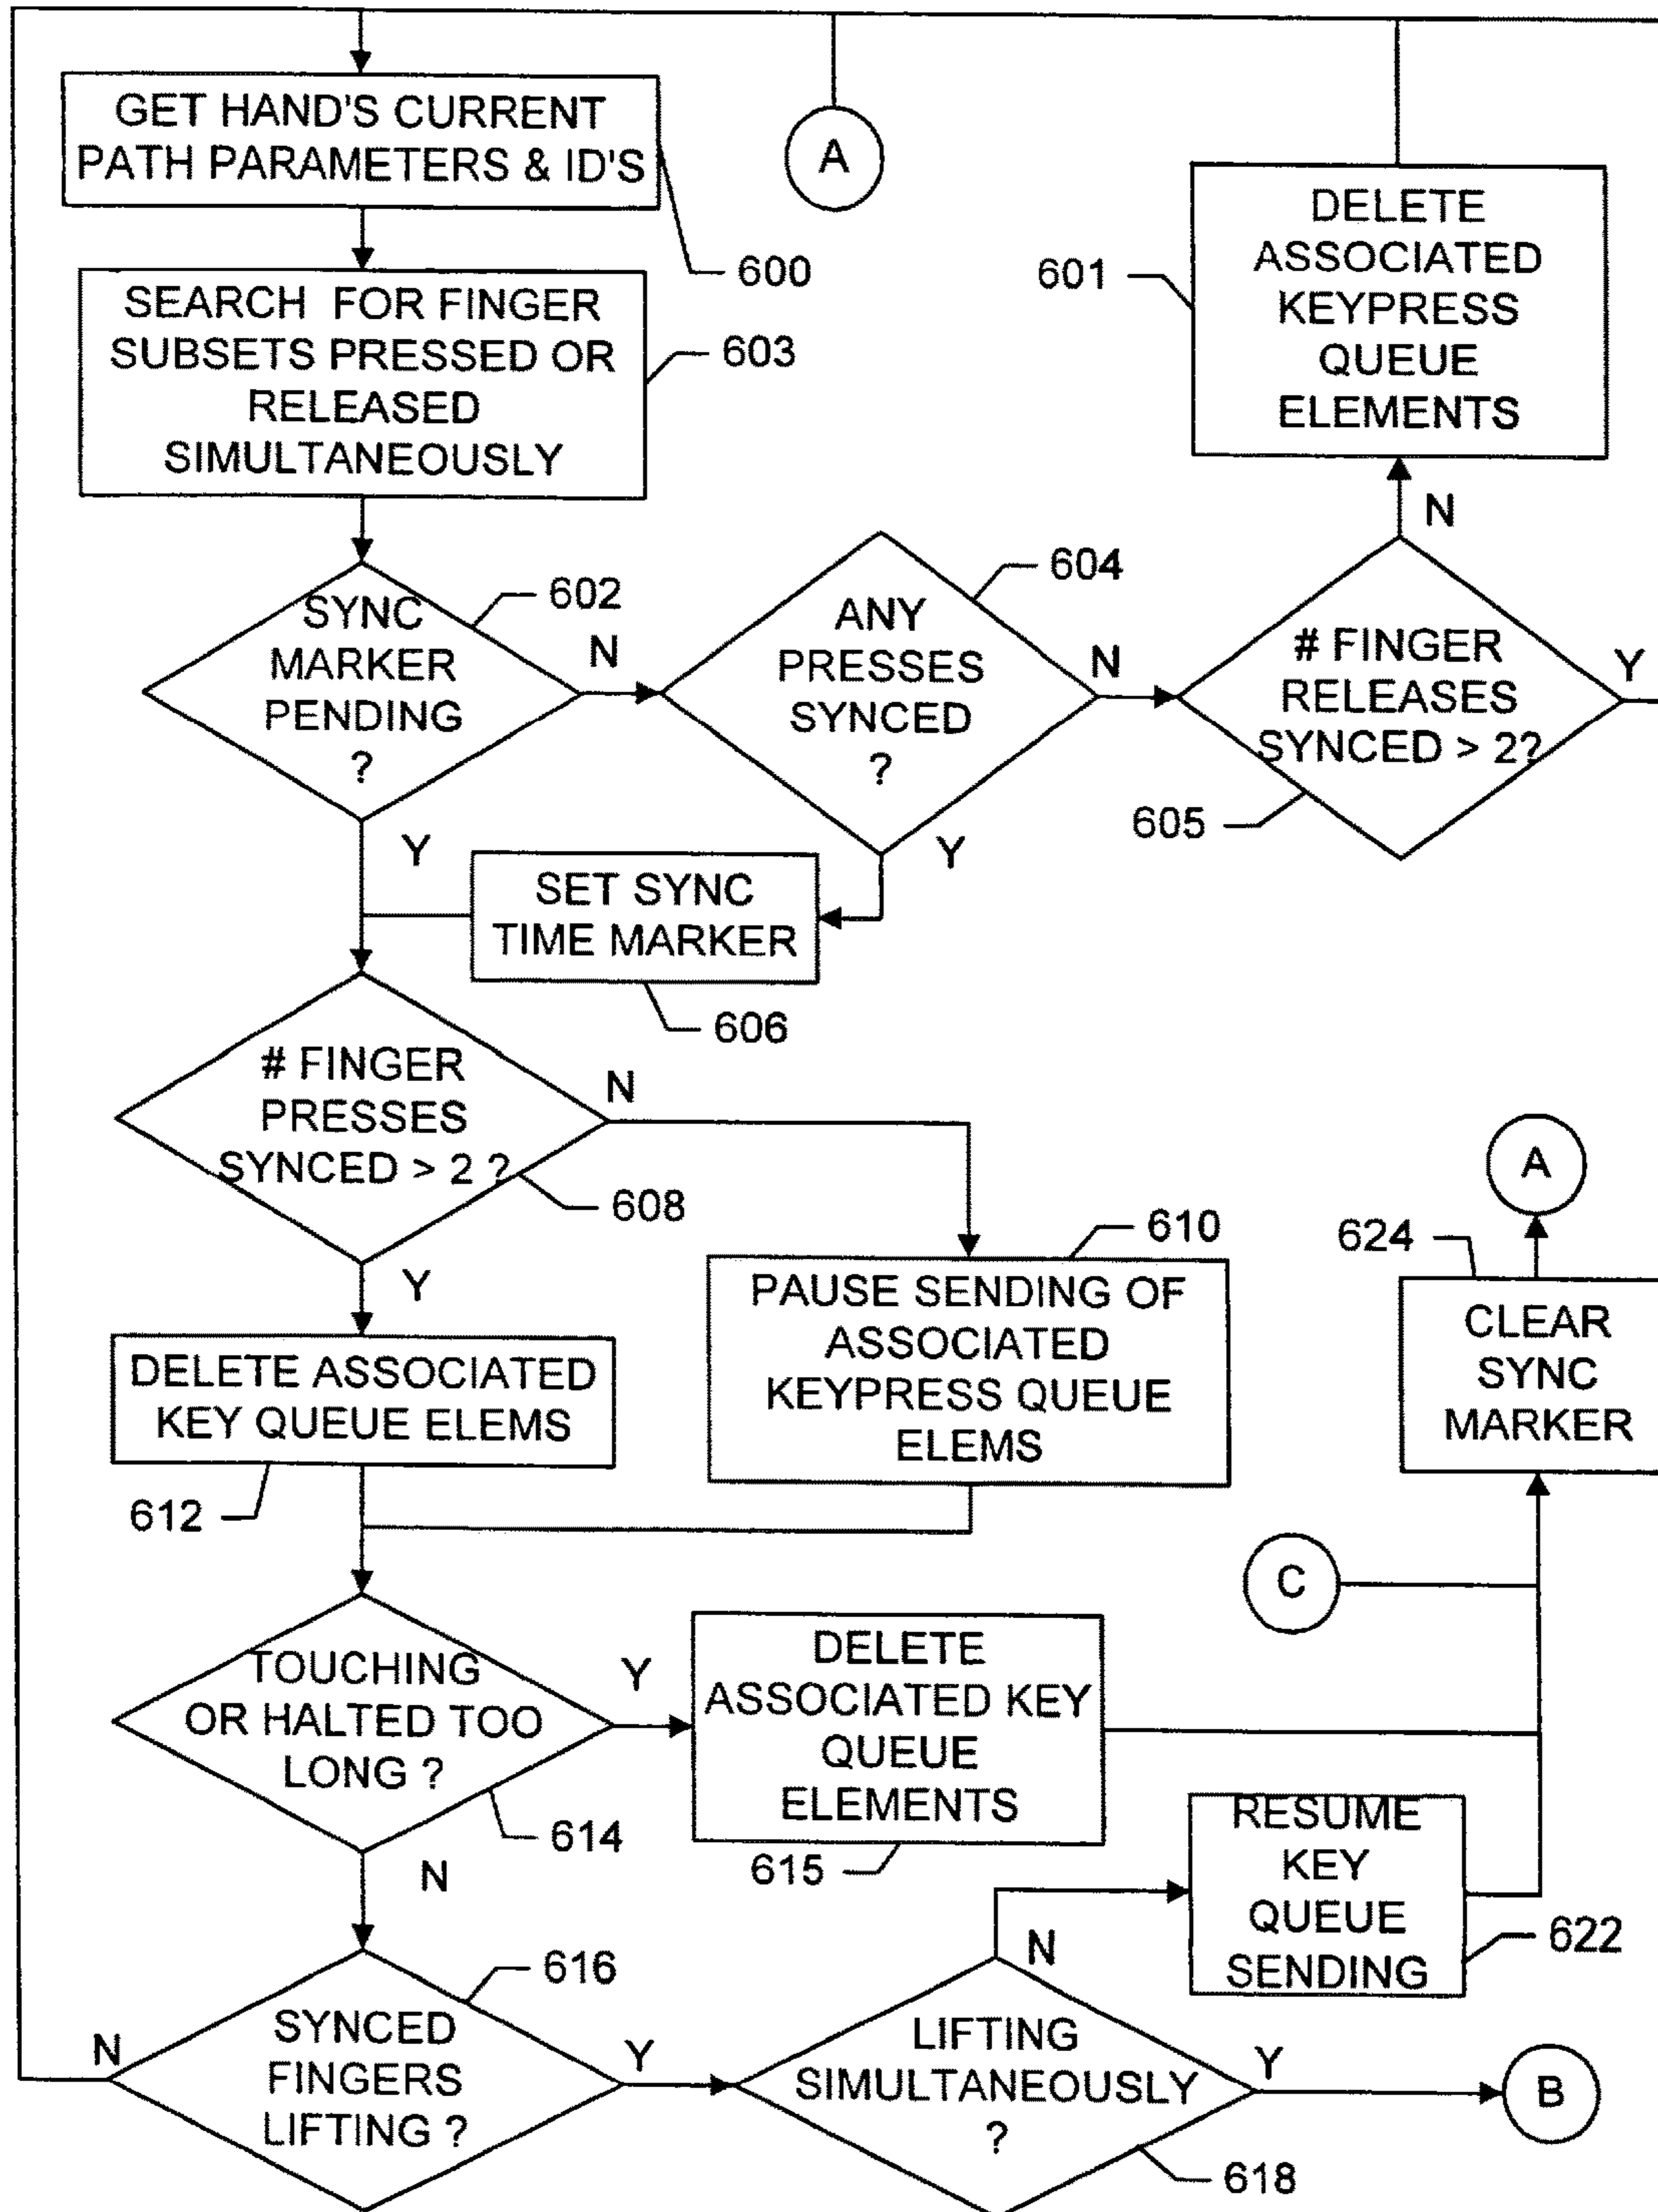 GET HAND'S CURRENT
PATH PARAMETERS & ID'S
600
A
DELETE
ASSOCIATED
KEYPRESS
QUEUE
ELEMENTS
601
SEARCH FOR FINGER
SUBSETS PRESSED OR
RELEASED
SIMULTANEOUSLY
603
N
SYNC
MARKER
PENDING
?
602
N
Y
ANY
PRESSES
SYNCED
?
604
N
Y
# FINGER
RELEASES
SYNCED > 2?
605
Y
SET SYNC
TIME MARKER
606
# FINGER
PRESSES
SYNCED > 2 ?
608
N
Y
610
PAUSE SENDING OF
ASSOCIATED
KEYPRESS QUEUE
ELEMS
A
624
CLEAR
SYNC
MARKER
DELETE ASSOCIATED
KEY QUEUE ELEMS
612
C
TOUCHING
OR HALTED TOO
LONG ?
614
Y
N
DELETE
ASSOCIATED KEY
QUEUE
ELEMENTS
615
RESUME
KEY
QUEUE
SENDING
622
616
SYNCED
FINGERS
LIFTING ?
N
Y
LIFTING
SIMULTANEOUSLY
?
618
N
Y
B